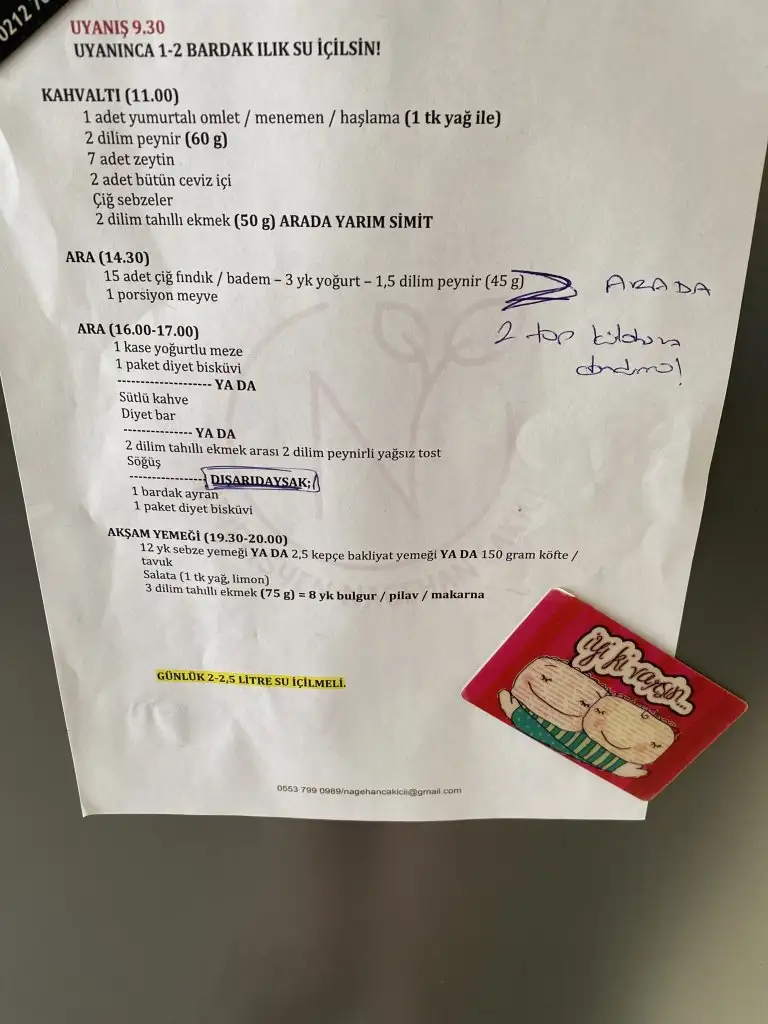 0212 7
UYANIŞ 9.30
UYANINCA 1-2 BARDAK ILIK SU İÇİLSİN!
KAHVALTI (11.00)
1 adet yumurtalı omlet / menemen / haşlama (1 tk yağ ile)
2 dilim peynir (60 g)
7 adet zeytin
2 adet bütün ceviz içi
Çiğ sebzeler
2 dilim tahıllı ekmek (50 g) ARADA YARIM SİMİT
ARA (14.30)
15 adet çiğ fındık / badem – 3 yk yoğurt – 1,5 dilim peynir (45 g)
1 porsiyon meyve
ARADA
2 top
dondurma!
ARA (16.00-17.00)
1 kase yoğurtlu meze
1 paket diyet bisküvi
-------------------- YA DA
Sütlü kahve
Diyet bar
--------------- YA DA
2 dilim tahıllı ekmek arası 2 dilim peynirli yağsız tost
Söğüş
----------------DIŞARIDAYSAK;
1 bardak ayran
1 paket diyet bisküvi
AKŞAM YEMEĞİ (19.30-20.00)
12 yk sebze yemeği YA DA 2,5 kepçe bakliyat yemeği YA DA 150 gram köfte /
tavuk
Salata (1 tk yağ, limon)
3 dilim tahıllı ekmek (75 g) = 8 yk bulgur / pilav / makarna
GÜNLÜK 2-2,5 LİTRE SU İÇİLMELİ.
iyi ki varsın...
0553 799 0989/nagehancakici@gmail.com